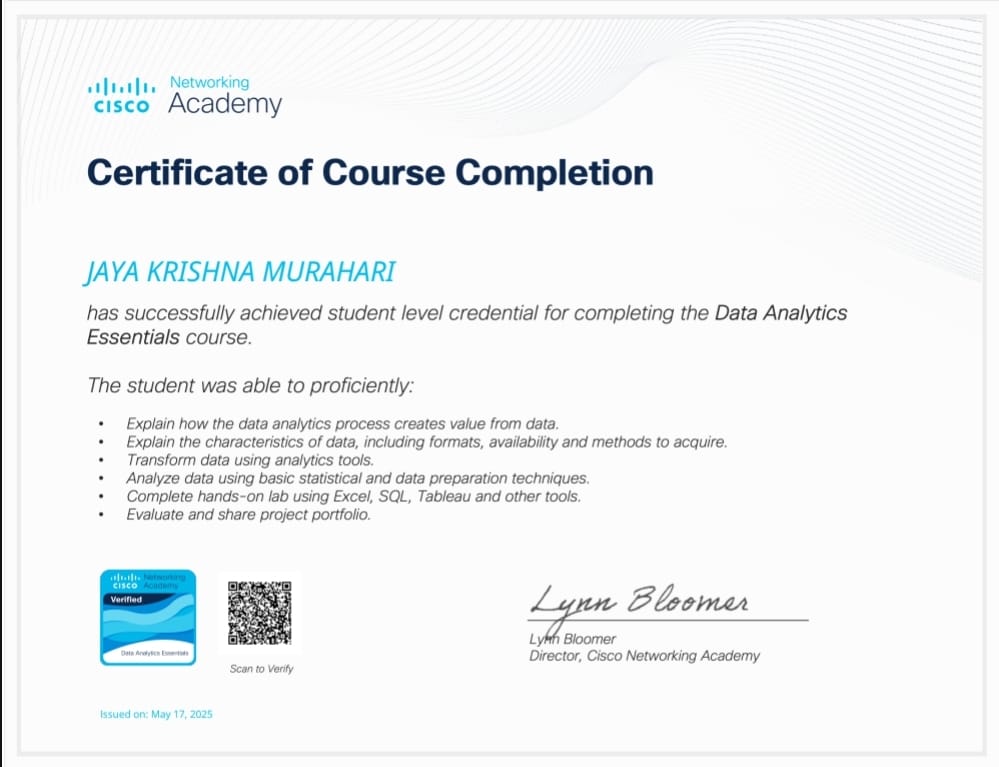 Networking
CISCO Academy
Certificate of Course Completion
JAYA KRISHNA MURAHARI
has successfully achieved student level credential for completing the Data Analytics
Essentials course.
The student was able to proficiently:
• Explain how the data analytics process creates value from data.
• Explain the characteristics of data, including formats, availability and methods to acquire.
• Transform data using analytics tools.
• Analyze data using basic statistical and data preparation techniques.
• Complete hands-on lab using Excel, SQL, Tableau and other tools.
• Evaluate and share project portfolio.
Networking
CISCO Academy
Verified
Data Analytics Essentials
Scan to Verify
Lynn Bloomer
Lynn Bloomer
Director, Cisco Networking Academy
Issued on: May 17, 2025